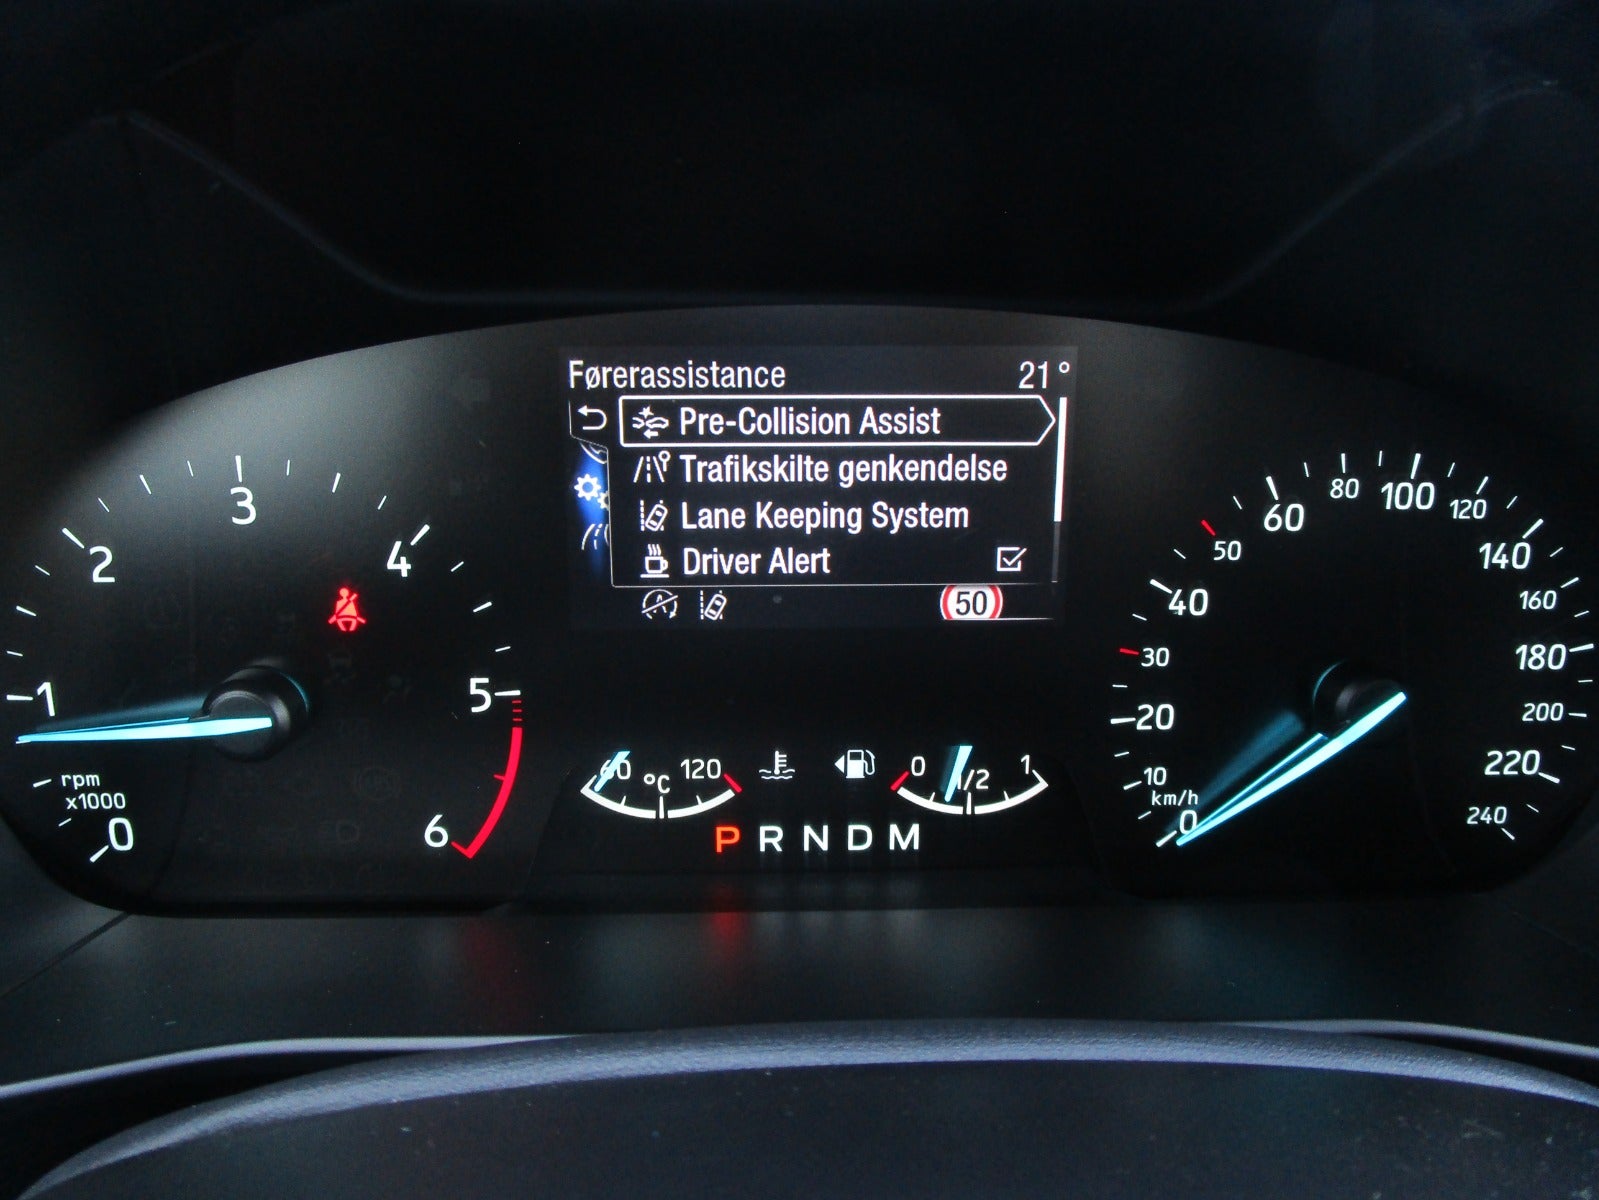 Førerassistance 21 °
Pre-Collision Assist
Trafikskilte genkendelse
Lane Keeping System
Driver Alert
A
50
0
1
2
3
4
5
6
rpm
x1000
60 °C 120
0 1/2 1
P R N D M
0
10
20
30
40
50
60
80
100
120
140
160
180
200
220
240
km/h